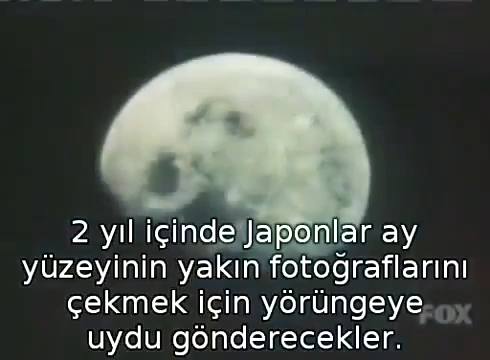 2 yıl içinde Japonlar ay
yüzeyinin yakın fotoğraflarını
çekmek için yörüngeye
uydu gönderecekler.
FOX